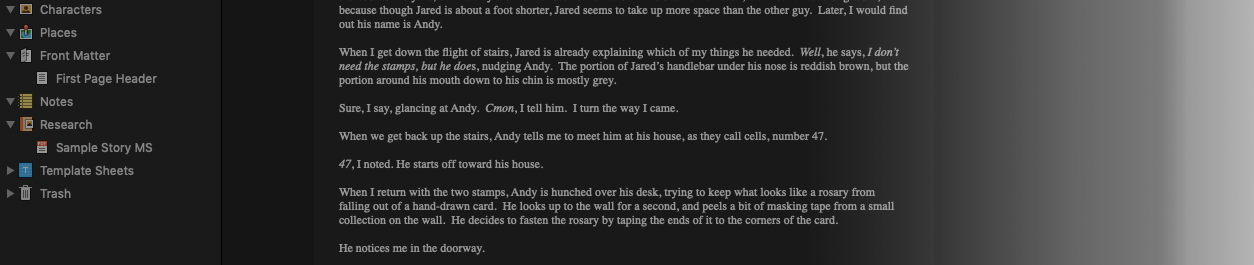 Characters
Places
Front Matter
First Page Header
Notes
Research
Sample Story MS
Template Sheets
Trash
because though Jared is about a foot shorter, Jared seems to take up more space than the other guy. Later, I would find
out his name is Andy.
When I get down the flight of stairs, Jared is already explaining which of my things he needed. Well, he says, I don't
need the stamps, but he does, nudging Andy. The portion of Jared's handlebar under his nose is reddish brown, but the
portion around his mouth down to his chin is mostly grey.
Sure, I say, glancing at Andy. Cmon, I tell him. I turn the way I came.
When we get back up the stairs, Andy tells me to meet him at his house, as they call cells, number 47.
47, I noted. He starts off toward his house.
When I return with the two stamps, Andy is hunched over his desk, trying to keep what looks like a rosary from
falling out of a hand-drawn card. He looks up to the wall for a second, and peels a bit of masking tape from a small
collection on the wall. He decides to fasten the rosary by taping the ends of it to the corners of the card.
He notices me in the doorway.